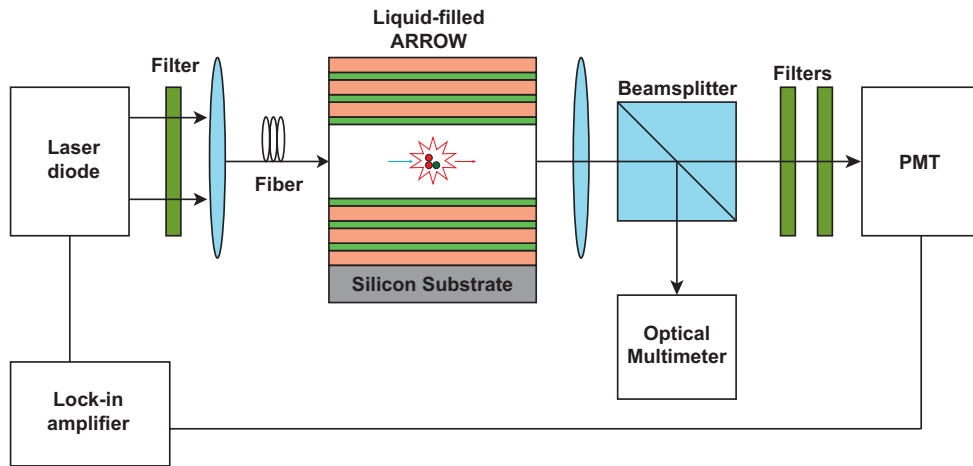 Liquid-filled
ARROW
Filter
Beamsplitter
Filters
Laser
diode
Fiber
PMT
Silicon Substrate
Optical
Multimeter
Lock-in
amplifier